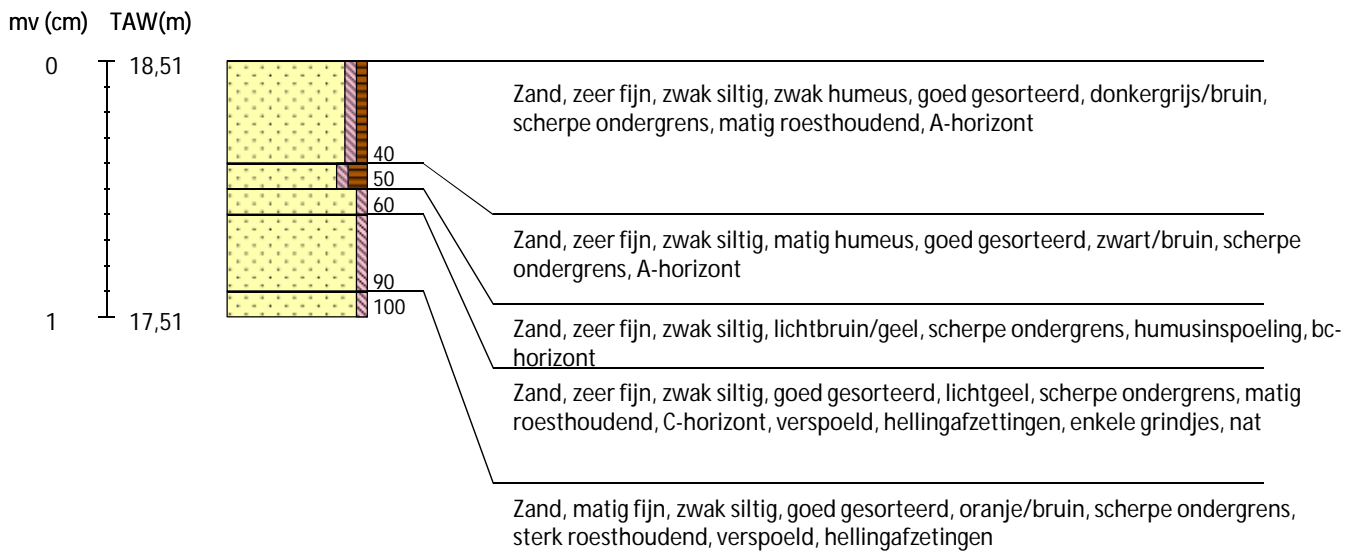 mv (cm) TAW(m)
0 18,51
Zand, zeer fijn, zwak siltig, zwak humeus, goed gesorteerd, donkergrijs/bruin,
scherpe ondergrens, matig roesthoudend, A-horizont
40
50
60
Zand, zeer fijn, zwak siltig, matig humeus, goed gesorteerd, zwart/bruin, scherpe
ondergrens, A-horizont
90
100
1 17,51
Zand, zeer fijn, zwak siltig, lichtbruin/geel, scherpe ondergrens, humusinspoeling, bc-
horizont
Zand, zeer fijn, zwak siltig, goed gesorteerd, lichtgeel, scherpe ondergrens, matig
roesthoudend, C-horizont, verspoeld, hellingafzettingen, enkele grindjes, nat
Zand, matig fijn, zwak siltig, goed gesorteerd, oranje/bruin, scherpe ondergrens,
sterk roesthoudend, verspoeld, hellingafzetingen